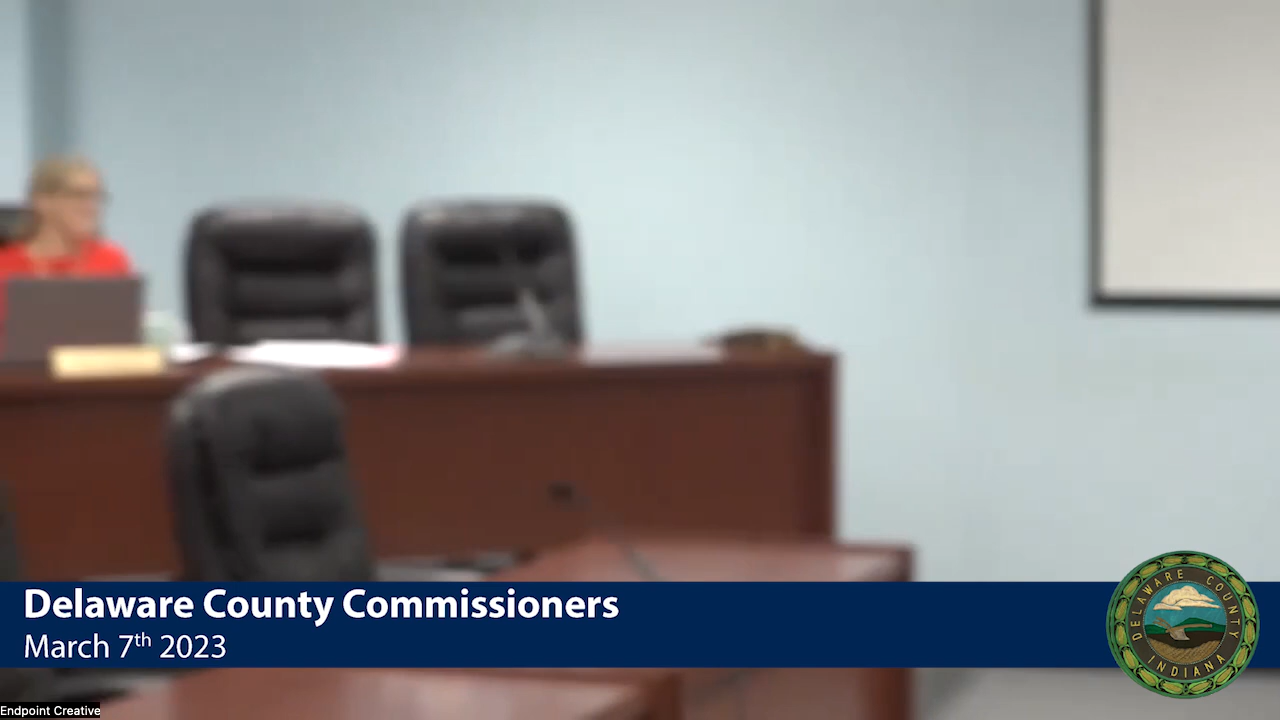 Delaware County Commissioners
March 7th 2023
DELAWARE COUNTY
INDIANA
Endpoint Creative